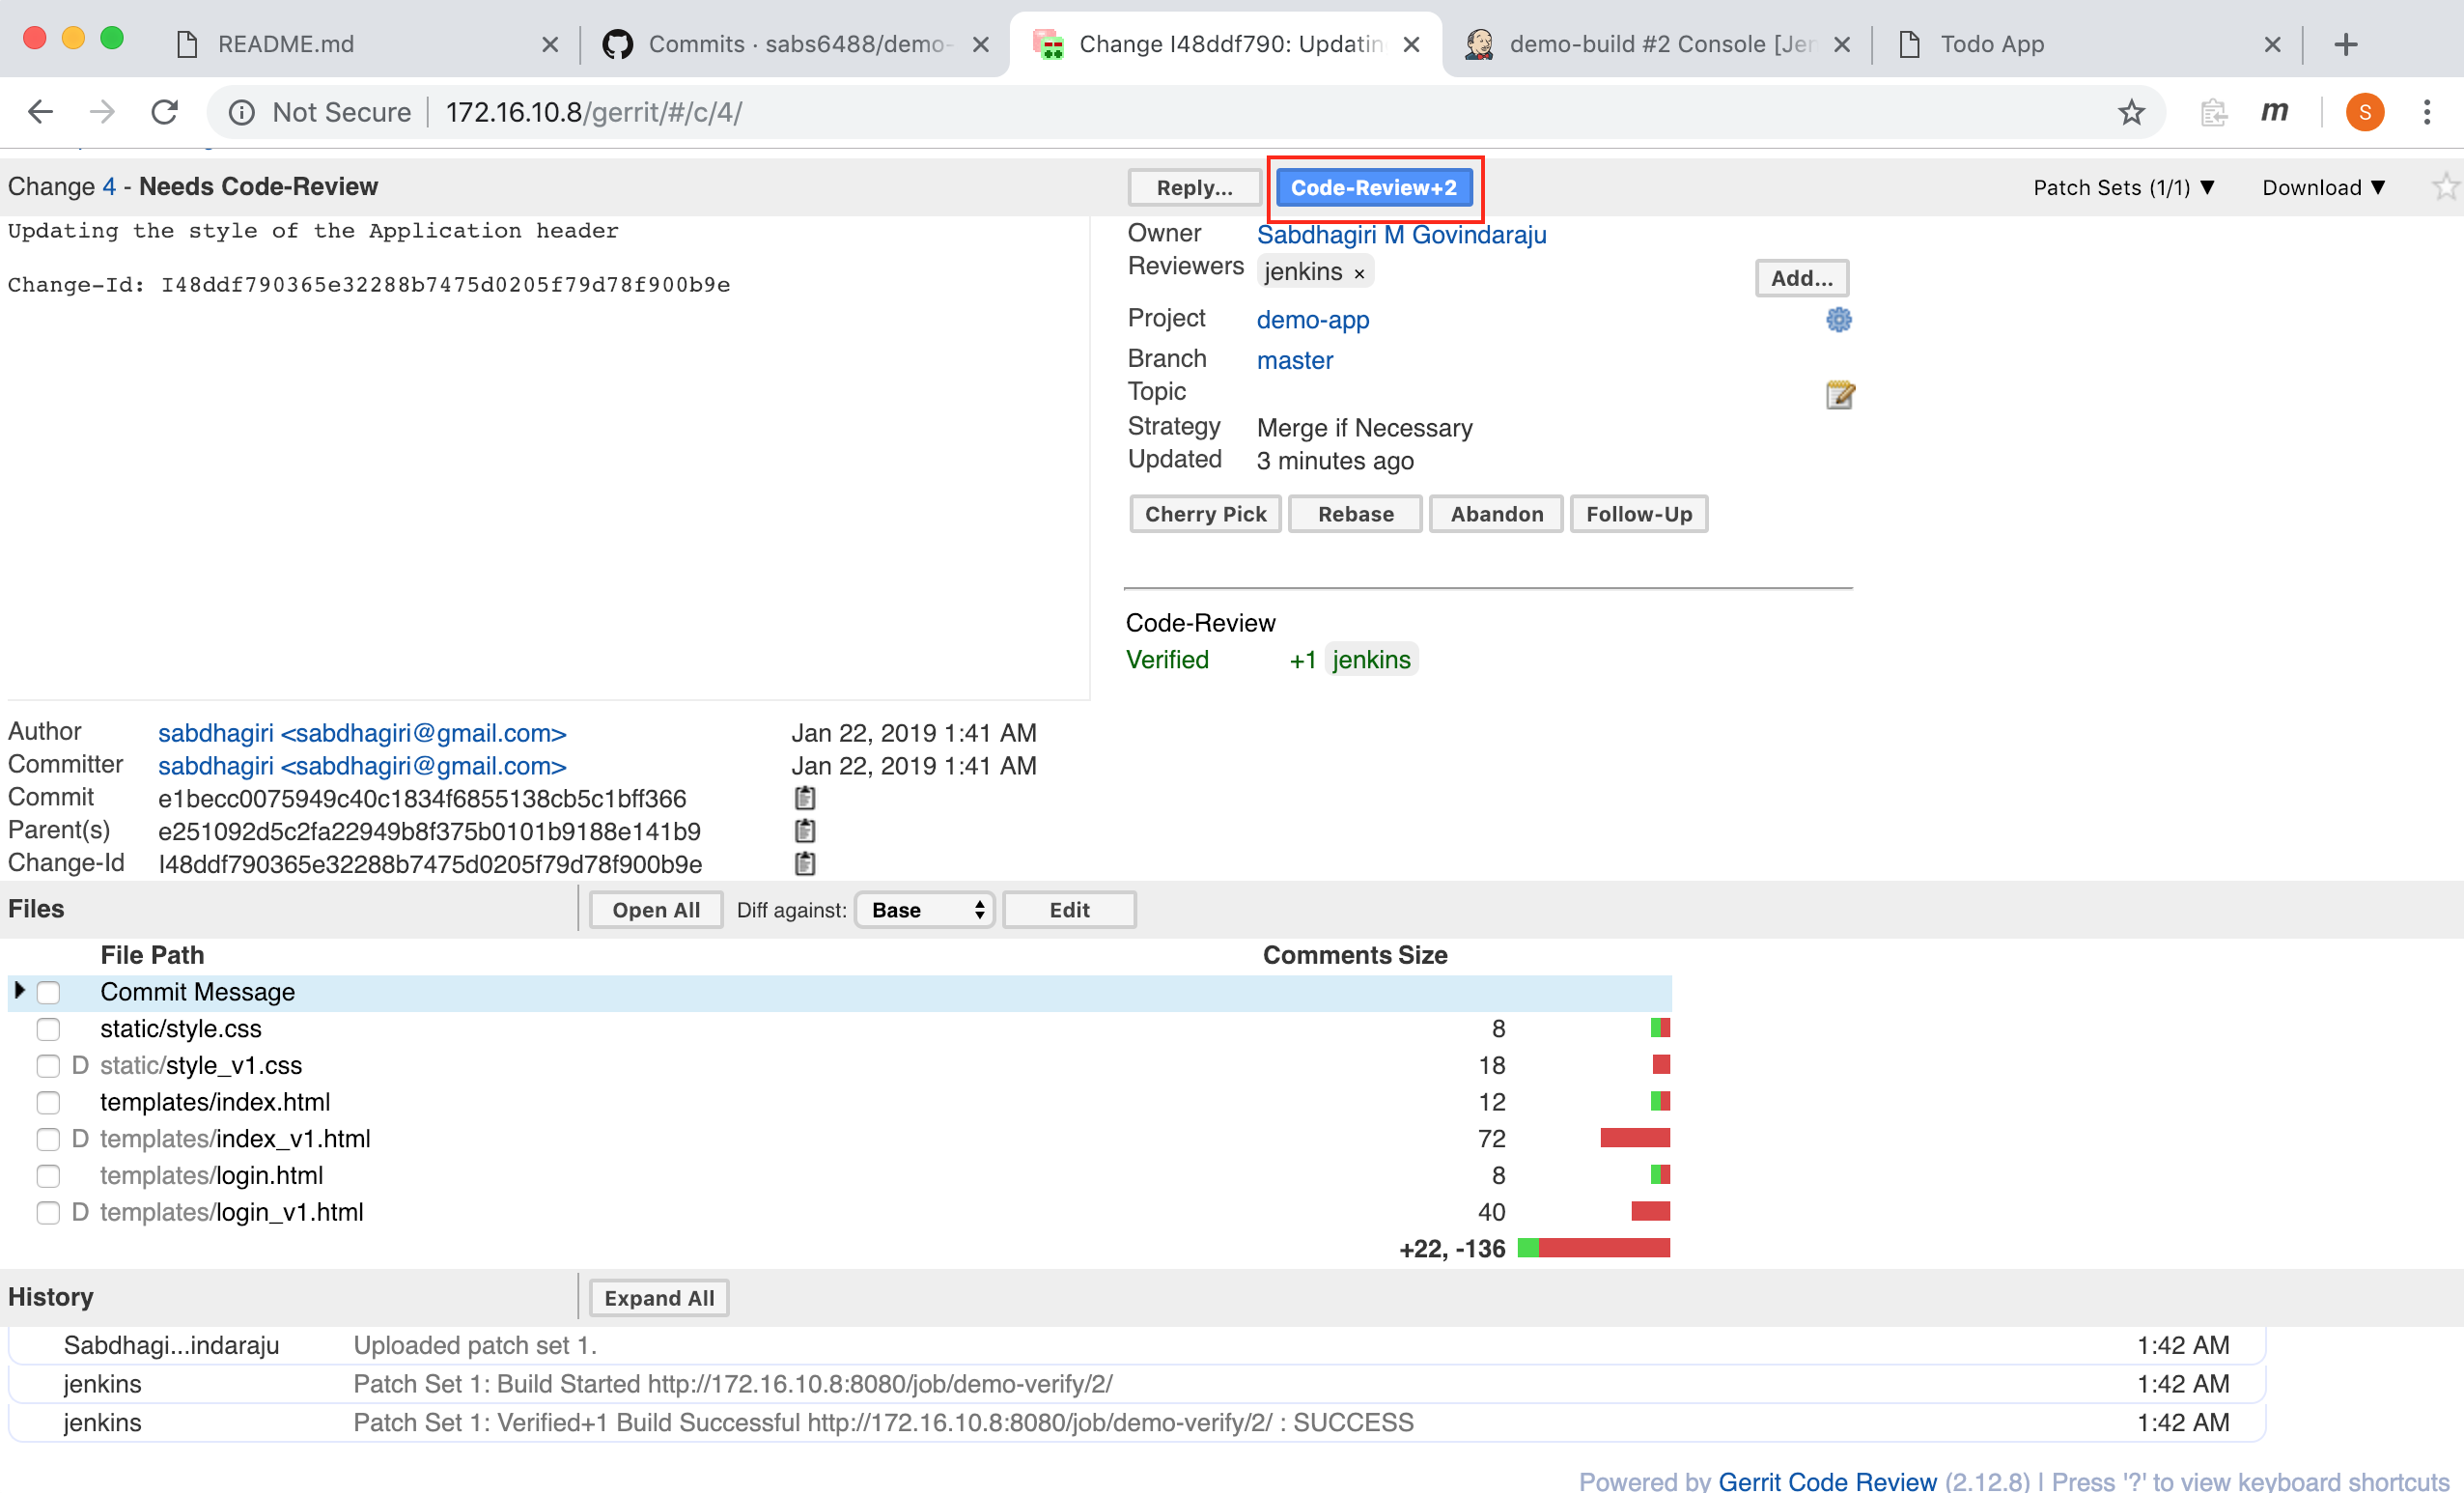 README.md
Commits · sabs6488/demo-
Change I48ddf790: Updatin
demo-build #2 Console [Jen
Todo App
Not Secure
172.16.10.8/gerrit/#/c/4/
m
S
Change 4 - Needs Code-Review
Reply...
Code-Review+2
Patch Sets (1/1) ▼
Download ▼
Updating the style of the Application header
Change-Id: I48ddf790365e32288b7475d0205f79d78f900b9e
Owner Sabdhagiri M Govindaraju
Reviewers jenkins ×
Add...
Project demo-app
Branch master
Topic
Strategy Merge if Necessary
Updated 3 minutes ago
Cherry Pick Rebase Abandon Follow-Up
Code-Review
Verified +1 jenkins
Author sabdhagiri <sabdhagiri@gmail.com> Jan 22, 2019 1:41 AM
Committer sabdhagiri <sabdhagiri@gmail.com> Jan 22, 2019 1:41 AM
Commit e1becc0075949c40c1834f6855138cb5c1bff366
Parent(s) e251092d5c2fa22949b8f375b0101b9188e141b9
Change-Id I48ddf790365e32288b7475d0205f79d78f900b9e
Files Open All Diff against: Base Edit
File Path Comments Size
Commit Message
static/style.css 8
D static/style_v1.css 18
templates/index.html 12
D templates/index_v1.html 72
templates/login.html 8
D templates/login_v1.html 40
+22, -136
History Expand All
Sabdhagi...indaraju Uploaded patch set 1. 1:42 AM
jenkins Patch Set 1: Build Started http://172.16.10.8:8080/job/demo-verify/2/ 1:42 AM
jenkins Patch Set 1: Verified+1 Build Successful http://172.16.10.8:8080/job/demo-verify/2/ : SUCCESS 1:42 AM
Powered by Gerrit Code Review (2.12.8) | Press '?' to view keyboard shortcuts